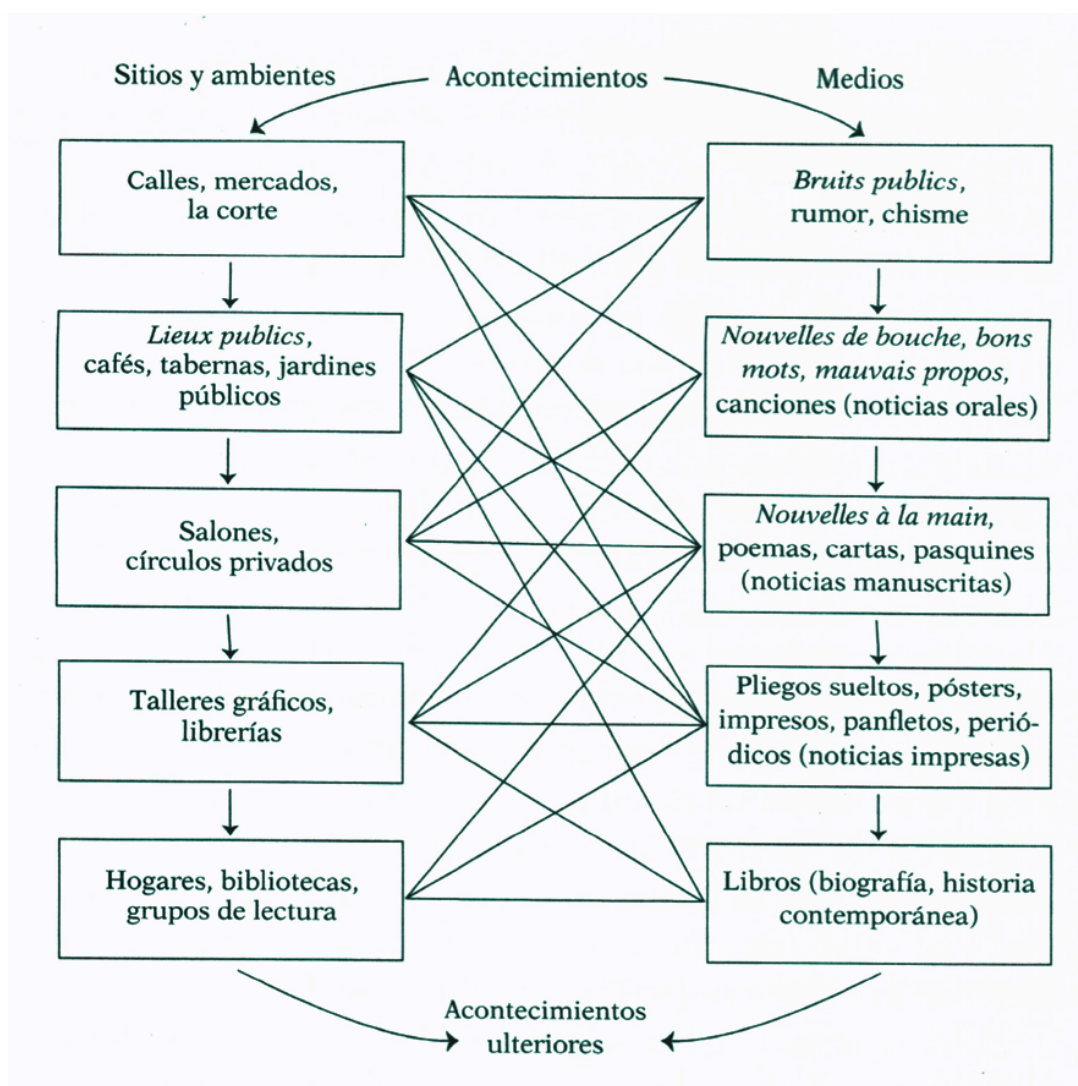 Sitios y ambientes
Acontecimientos
Medios
Calles, mercados,
la corte
Bruits publics,
rumor, chisme
Lieux publics,
cafés, tabernas, jardines
públicos
Nouvelles de bouche, bons
mots, mauvais propos,
canciones (noticias orales)
Salones,
círculos privados
Nouvelles à la main,
poemas, cartas, pasquines
(noticias manuscritas)
Talleres gráficos,
librerías
Pliegos sueltos, pósters,
impresos, panfletos, perió-
dicos (noticias impresas)
Hogares, bibliotecas,
grupos de lectura
Libros (biografía, historia
contemporánea)
Acontecimientos
ulteriores